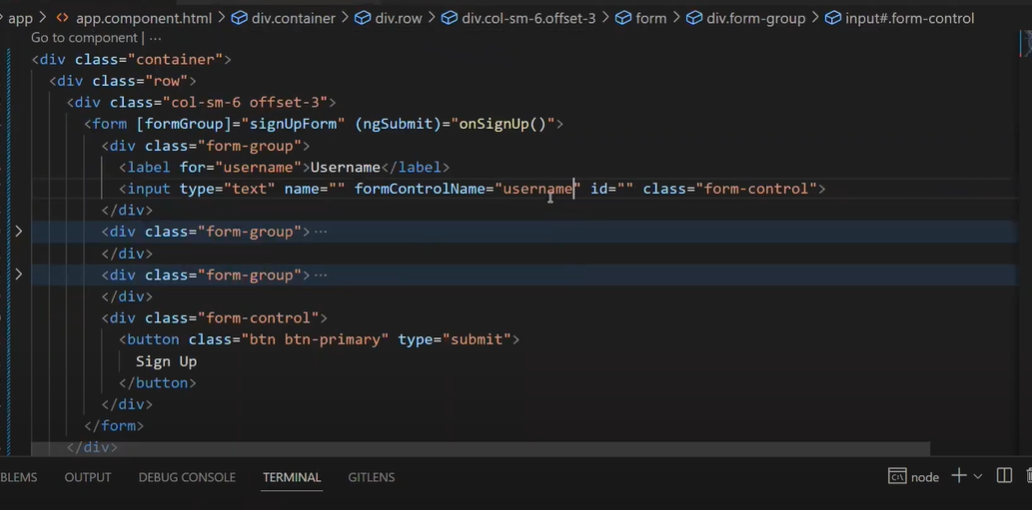 app > <> app.component.html > div.container > div.row > div.col-sm-6.offset-3 > form > div.form-group > input#.form-control
Go to component | ...
<div class="container">
<div class="row">
<div class="col-sm-6 offset-3">
<form [formGroup]="signUpForm" (ngSubmit)="onSignUp()">
<div class="form-group">
<label for="username">Username</label>
<input type="text" name="" formControlName="username" id="" class="form-control">
</div>
<div class="form-group"> ...
</div>
<div class="form-group"> ...
</div>
<div class="form-control">
<button class="btn btn-primary" type="submit">
Sign Up
</button>
</div>
</form>
</div>
BLEMS OUTPUT DEBUG CONSOLE TERMINAL GITLENS node